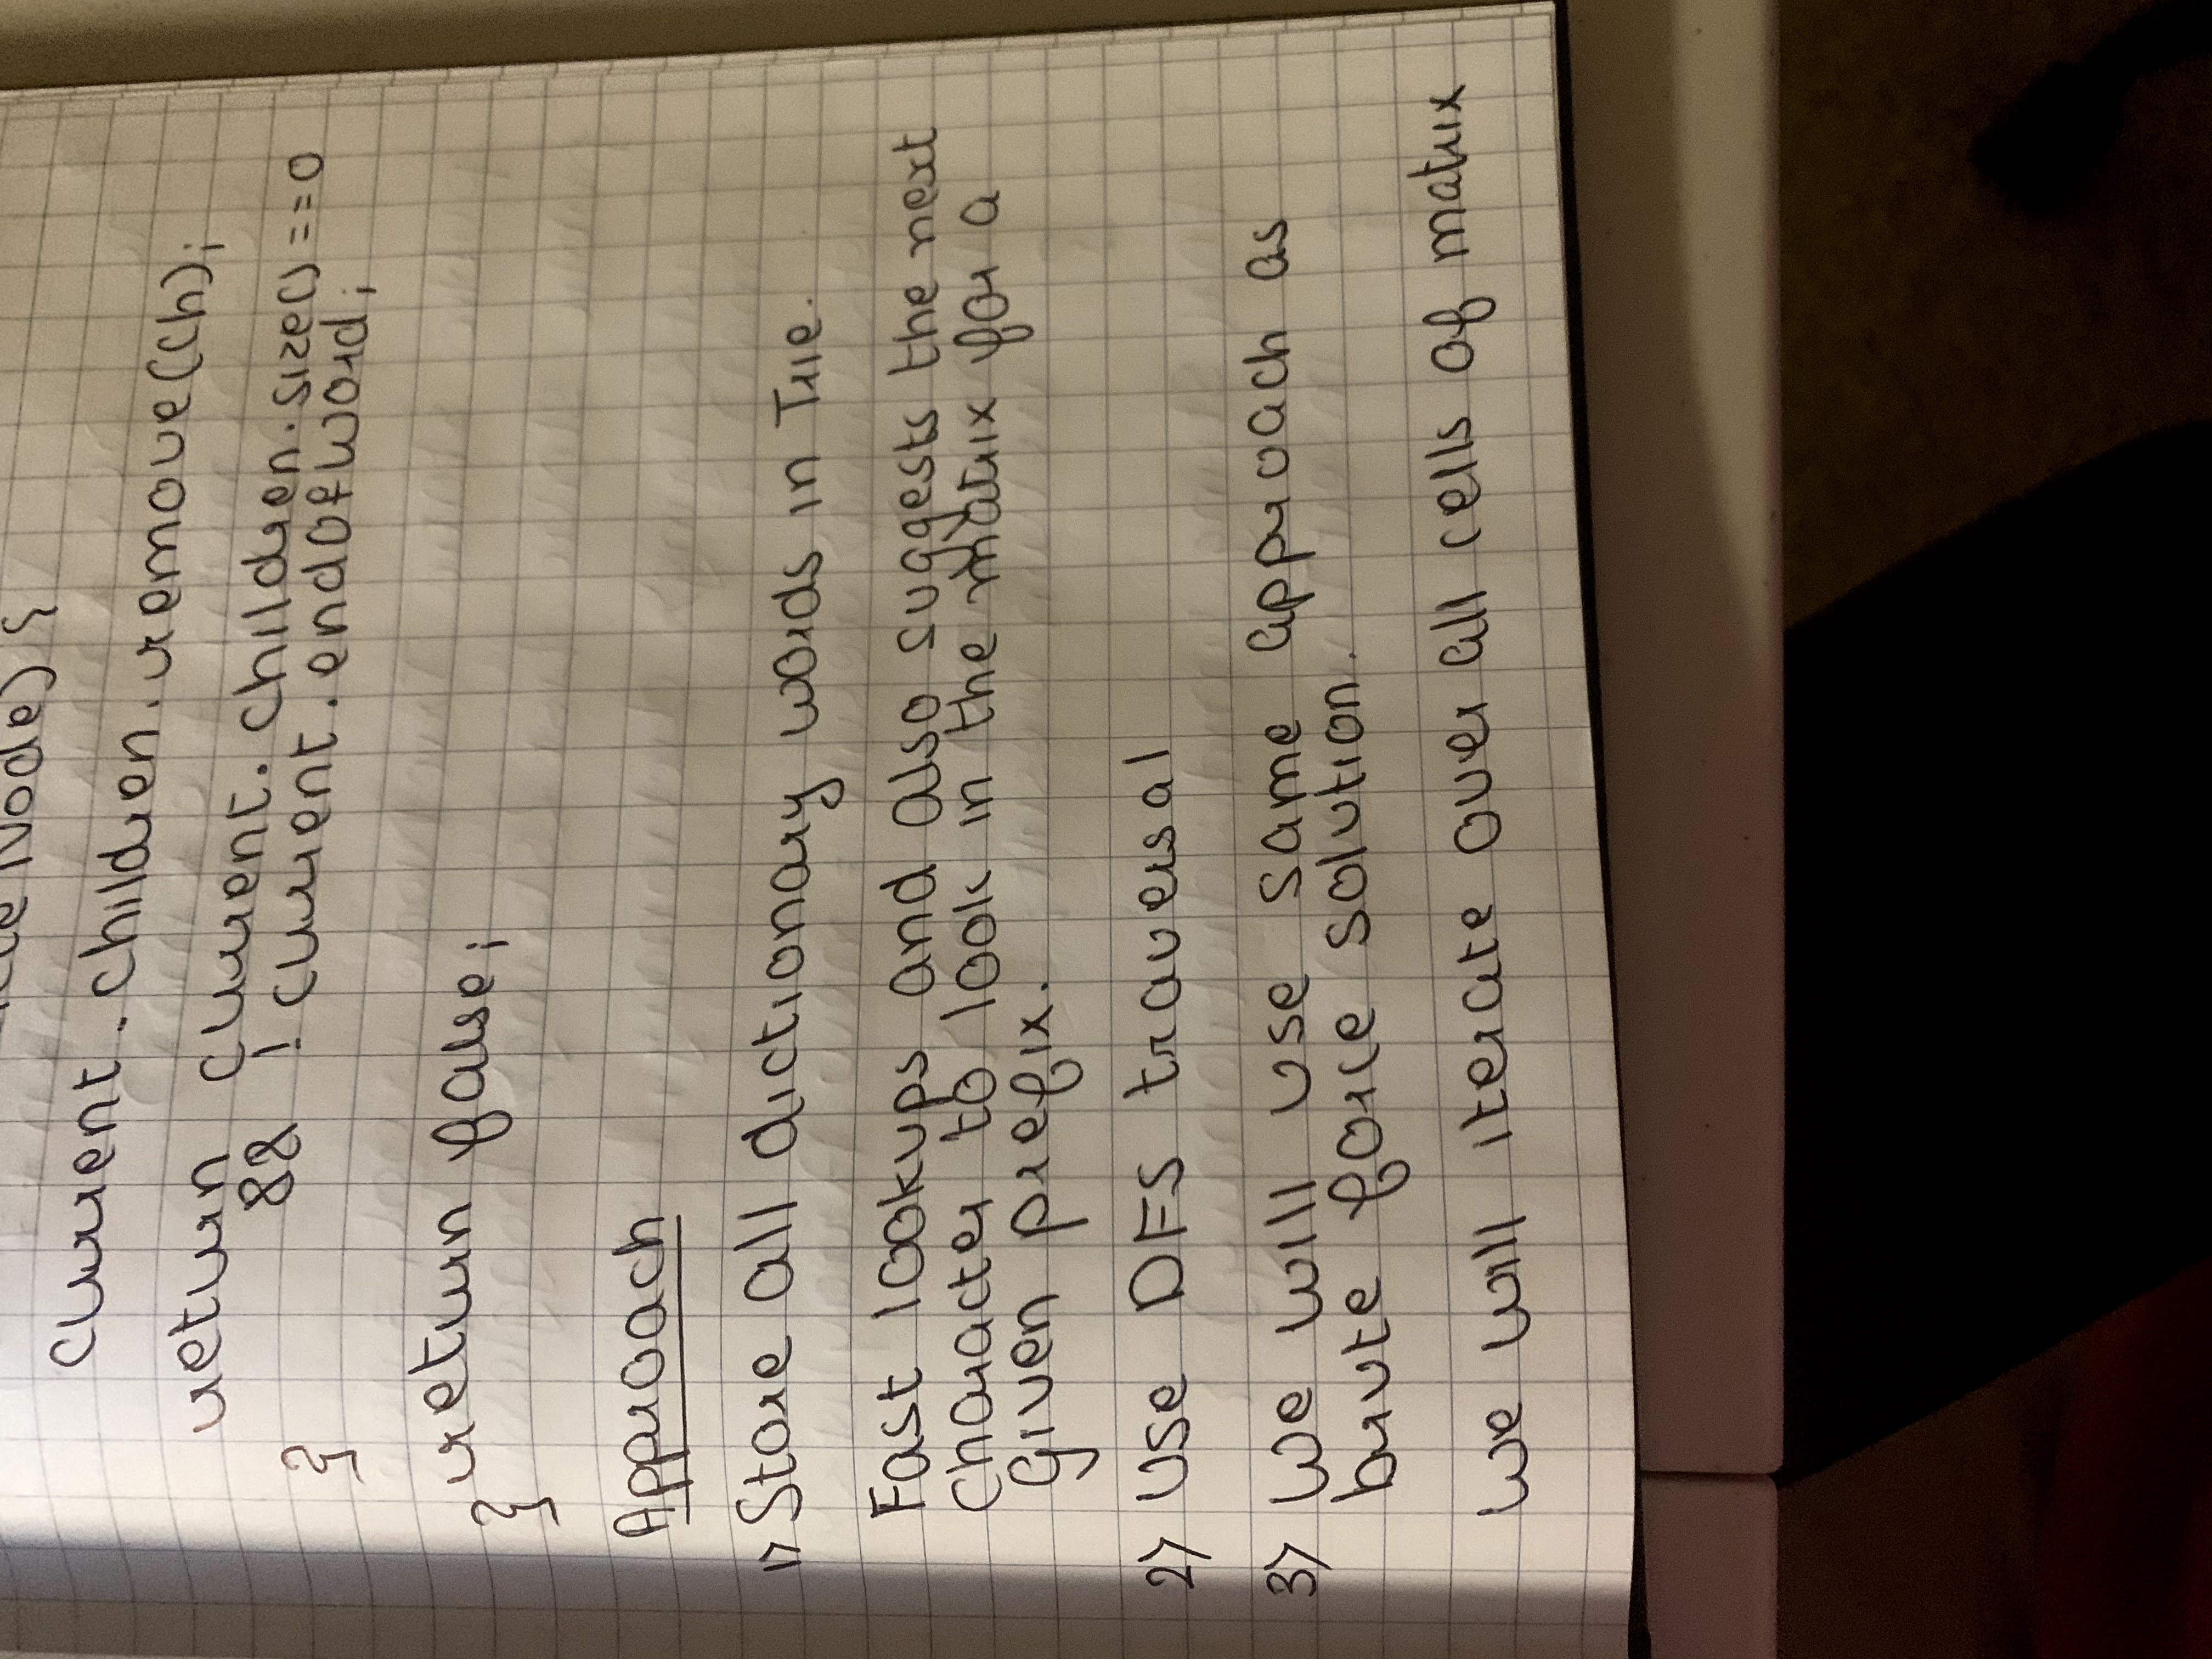 Node) {
current.children.remove(ch);
return current.children.size() == 0
&& !current.endOfWord;
}
return false;
}
Approach
1) Store all dictionary words in Trie.
Fast lookups and also suggests the next
character to look in the matrix for a
given prefix.
2) Use DFS traversal
3) We will use same approach as
brute force solution.
We will iterate over all cells of matrix